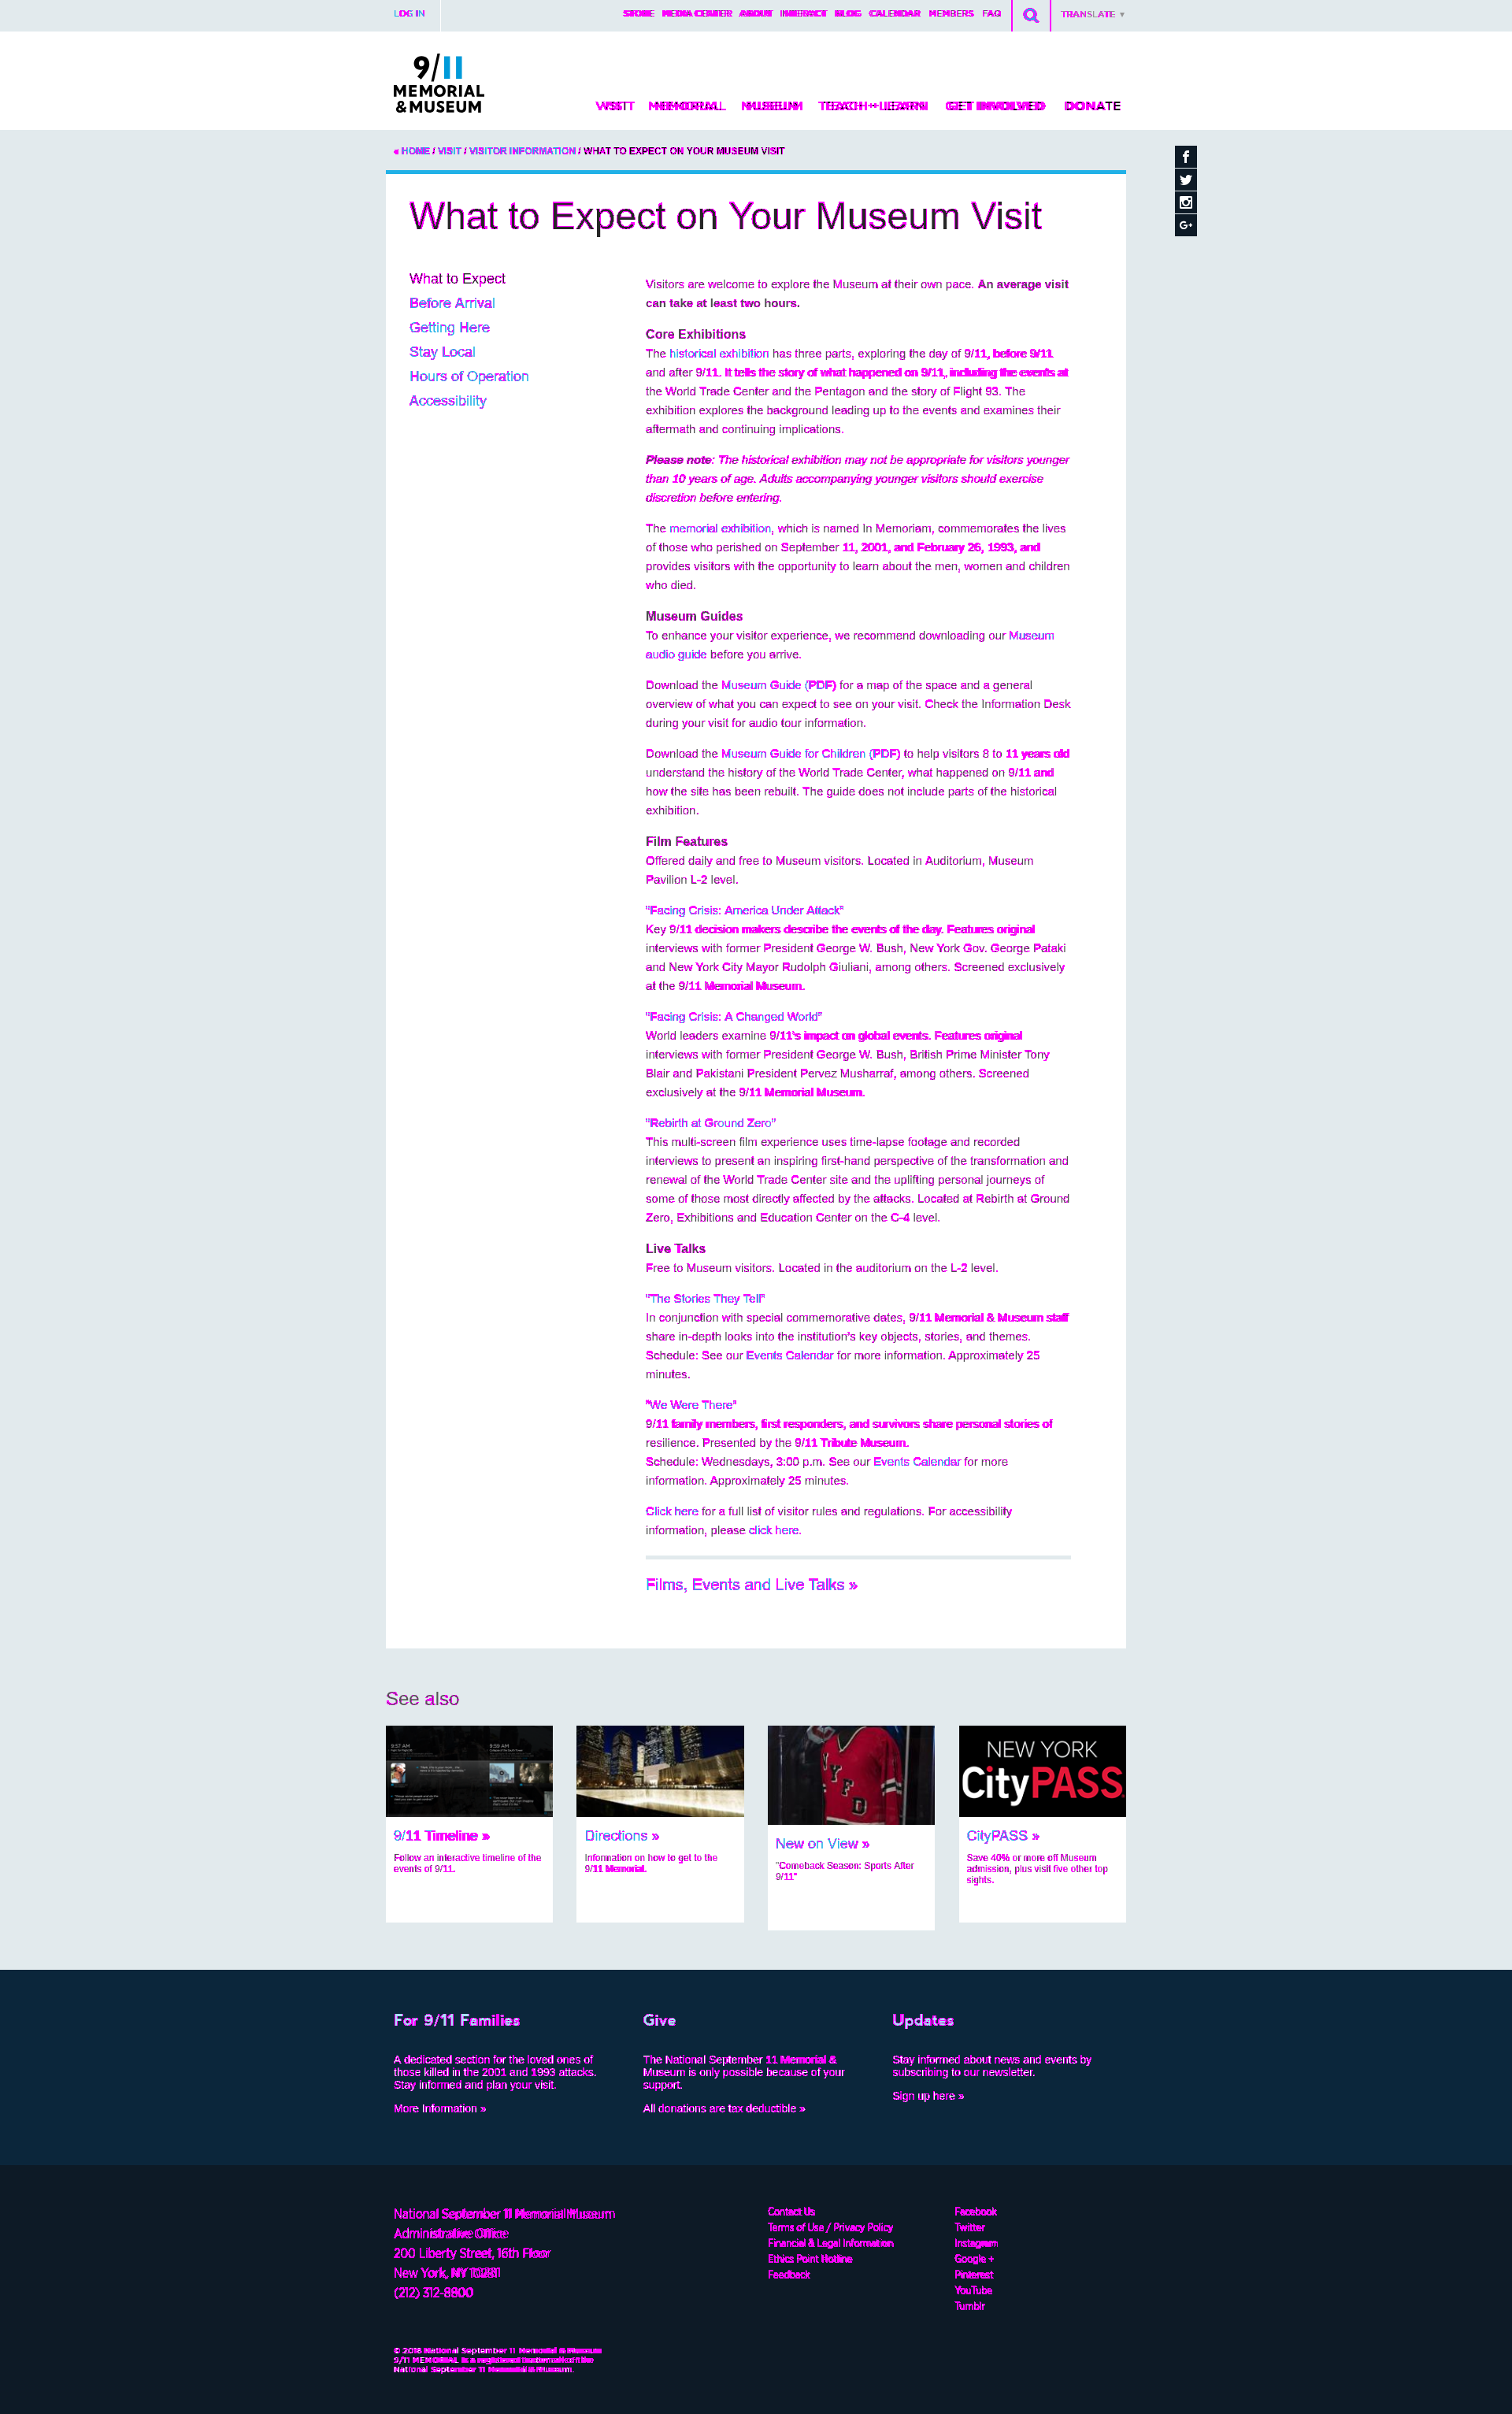 LOG IN
STORE MEDIA CENTER ABOUT INTERACT BLOG CALENDAR MEMBERS FAQ
TRANSLATE ▼
9/11
MEMORIAL
&MUSEUM
VISIT MEMORIAL MUSEUM TEACH + LEARN GET INVOLVED DONATE
« HOME / VISIT / VISITOR INFORMATION / WHAT TO EXPECT ON YOUR MUSEUM VISIT
What to Expect on Your Museum Visit
What to Expect
Before Arrival
Getting Here
Stay Local
Hours of Operation
Accessibility
Visitors are welcome to explore the Museum at their own pace. An average visit
can take at least two hours.
Core Exhibitions
The historical exhibition has three parts, exploring the day of 9/11, before 9/11
and after 9/11. It tells the story of what happened on 9/11, including the events at
the World Trade Center and the Pentagon and the story of Flight 93. The
exhibition explores the background leading up to the events and examines their
aftermath and continuing implications.
Please note: The historical exhibition may not be appropriate for visitors younger
than 10 years of age. Adults accompanying younger visitors should exercise
discretion before entering.
The memorial exhibition, which is named In Memoriam, commemorates the lives
of those who perished on September 11, 2001, and February 26, 1993, and
provides visitors with the opportunity to learn about the men, women and children
who died.
Museum Guides
To enhance your visitor experience, we recommend downloading our Museum
audio guide before you arrive.
Download the Museum Guide (PDF) for a map of the space and a general
overview of what you can expect to see on your visit. Check the Information Desk
during your visit for audio tour information.
Download the Museum Guide for Children (PDF) to help visitors 8 to 11 years old
understand the history of the World Trade Center, what happened on 9/11 and
how the site has been rebuilt. The guide does not include parts of the historical
exhibition.
Film Features
Offered daily and free to Museum visitors. Located in Auditorium, Museum
Pavilion L-2 level.
"Facing Crisis: America Under Attack"
Key 9/11 decision makers describe the events of the day. Features original
interviews with former President George W. Bush, New York Gov. George Pataki
and New York City Mayor Rudolph Giuliani, among others. Screened exclusively
at the 9/11 Memorial Museum.
"Facing Crisis: A Changed World"
World leaders examine 9/11's impact on global events. Features original
interviews with former President George W. Bush, British Prime Minister Tony
Blair and Pakistani President Pervez Musharraf, among others. Screened
exclusively at the 9/11 Memorial Museum.
"Rebirth at Ground Zero"
This multi-screen film experience uses time-lapse footage and recorded
interviews to present an inspiring first-hand perspective of the transformation and
renewal of the World Trade Center site and the uplifting personal journeys of
some of those most directly affected by the attacks. Located at Rebirth at Ground
Zero, Exhibitions and Education Center on the C-4 level.
Live Talks
Free to Museum visitors. Located in the auditorium on the L-2 level.
"The Stories They Tell"
In conjunction with special commemorative dates, 9/11 Memorial & Museum staff
share in-depth looks into the institution's key objects, stories, and themes.
Schedule: See our Events Calendar for more information. Approximately 25
minutes.
"We Were There"
9/11 family members, first responders, and survivors share personal stories of
resilience. Presented by the 9/11 Tribute Museum.
Schedule: Wednesdays, 3:00 p.m. See our Events Calendar for more
information. Approximately 25 minutes.
Click here for a full list of visitor rules and regulations. For accessibility
information, please click here.
Films, Events and Live Talks »
See also
8:57 AM
9:59 AM
NYFD
NEW YORK
CityPASS
9/11 Timeline »
Follow an interactive timeline of the
events of 9/11.
Directions »
Information on how to get to the
9/11 Memorial.
New on View »
"Comeback Season: Sports After
9/11"
CityPASS »
Save 40% or more off Museum
admission, plus visit five other top
sights.
For 9/11 Families
A dedicated section for the loved ones of
those killed in the 2001 and 1993 attacks.
Stay informed and plan your visit.
More Information »
Give
The National September 11 Memorial &
Museum is only possible because of your
support.
All donations are tax deductible »
Updates
Stay informed about news and events by
subscribing to our newsletter.
Sign up here »
National September 11 Memorial Museum
Administrative Office
200 Liberty Street, 16th Floor
New York, NY 10281
(212) 312-8800
Contact Us
Terms of Use / Privacy Policy
Financial & Legal Information
Ethics Point Hotline
Feedback
Facebook
Twitter
Instagram
Google +
Pinterest
YouTube
Tumblr
© 2018 National September 11 Memorial & Museum
9/11 MEMORIAL is a registered trademark of the
National September 11 Memorial & Museum.